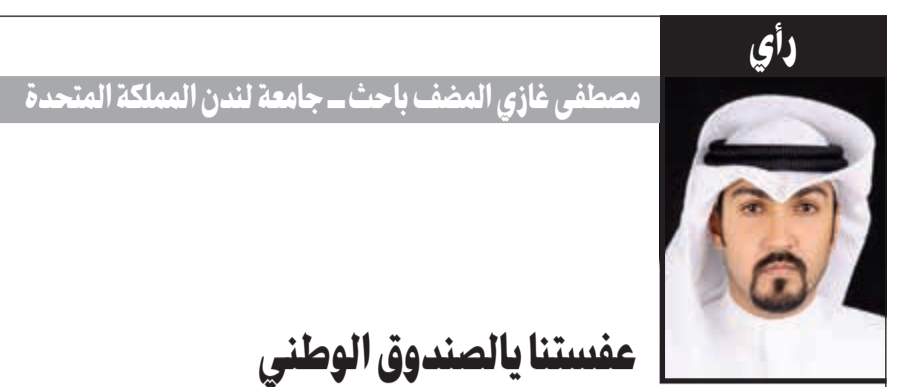 رأي
مصطفى غازي المضف باحث ـ جامعة لندن المملكة المتحدة
عفستنا يالصندوق الوطني